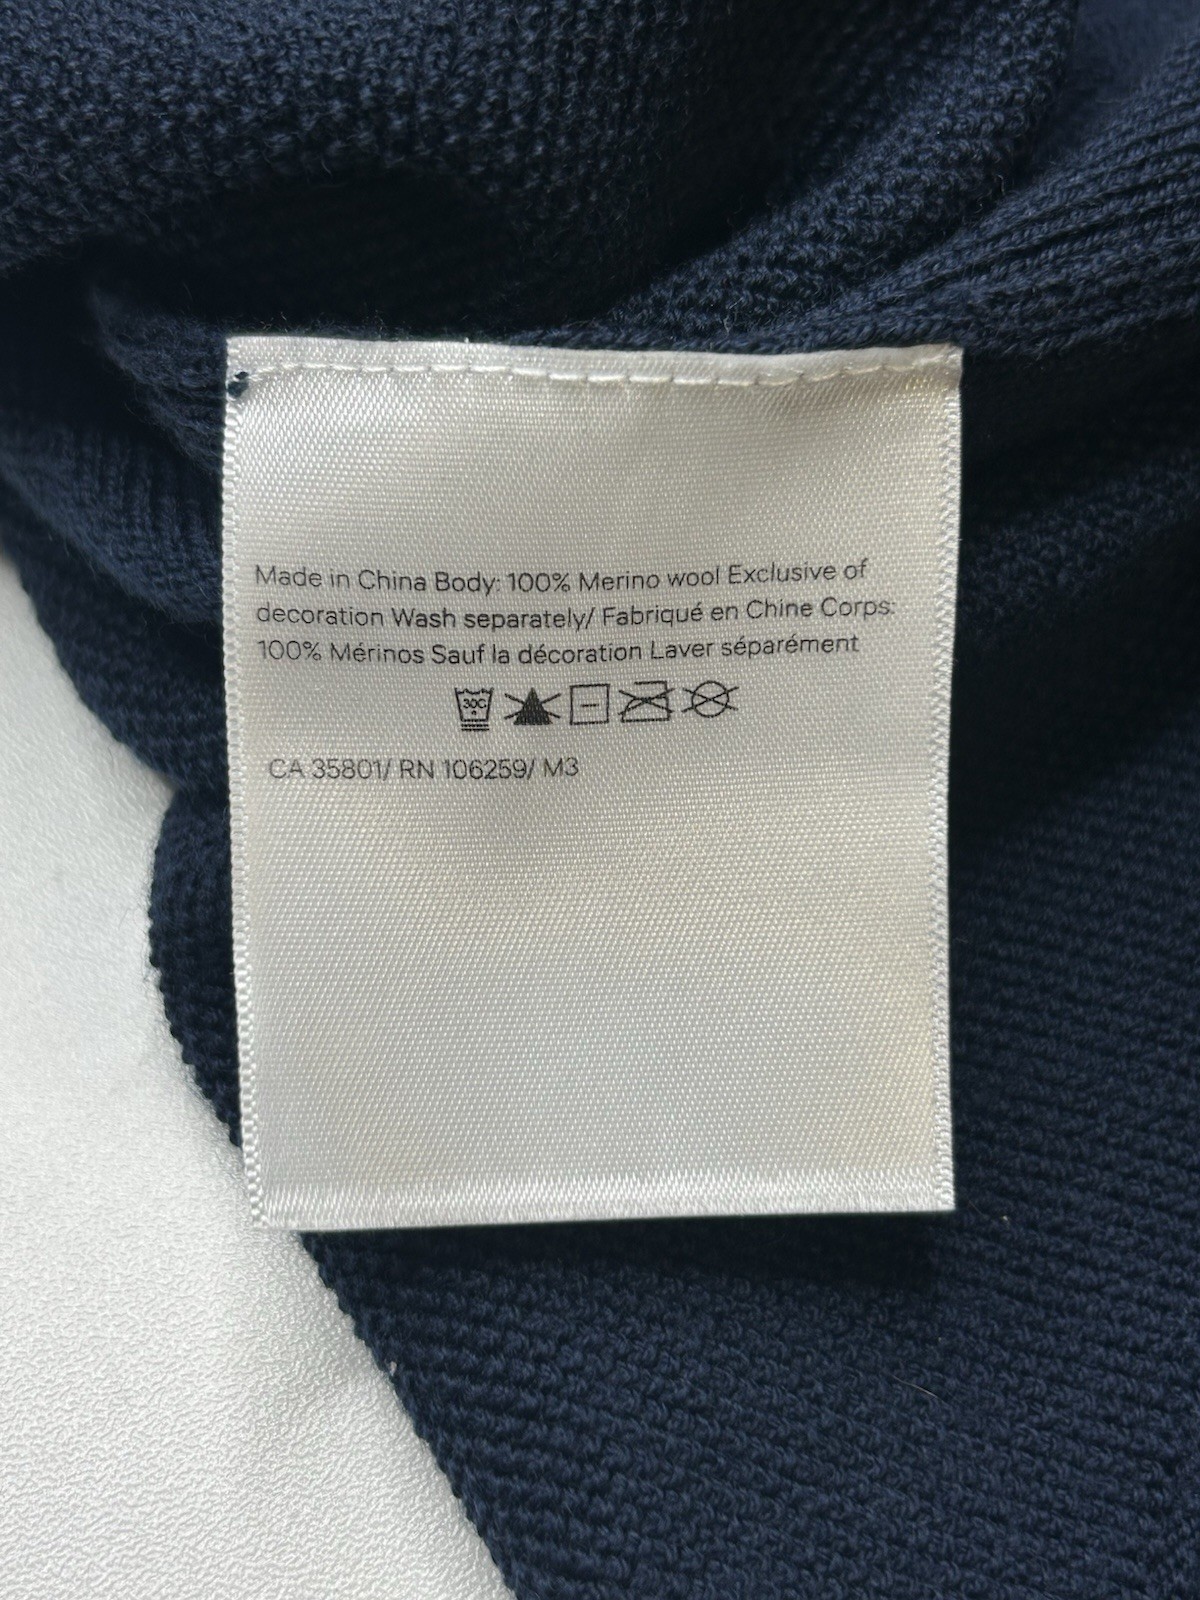 Made in China Body: 100% Merino wool Exclusive of
decoration Wash separately/ Fabriqué en Chine Corps:
100% Mérinos Sauf la décoration Laver séparément
30C
CA 35801/ RN 106259/ M3